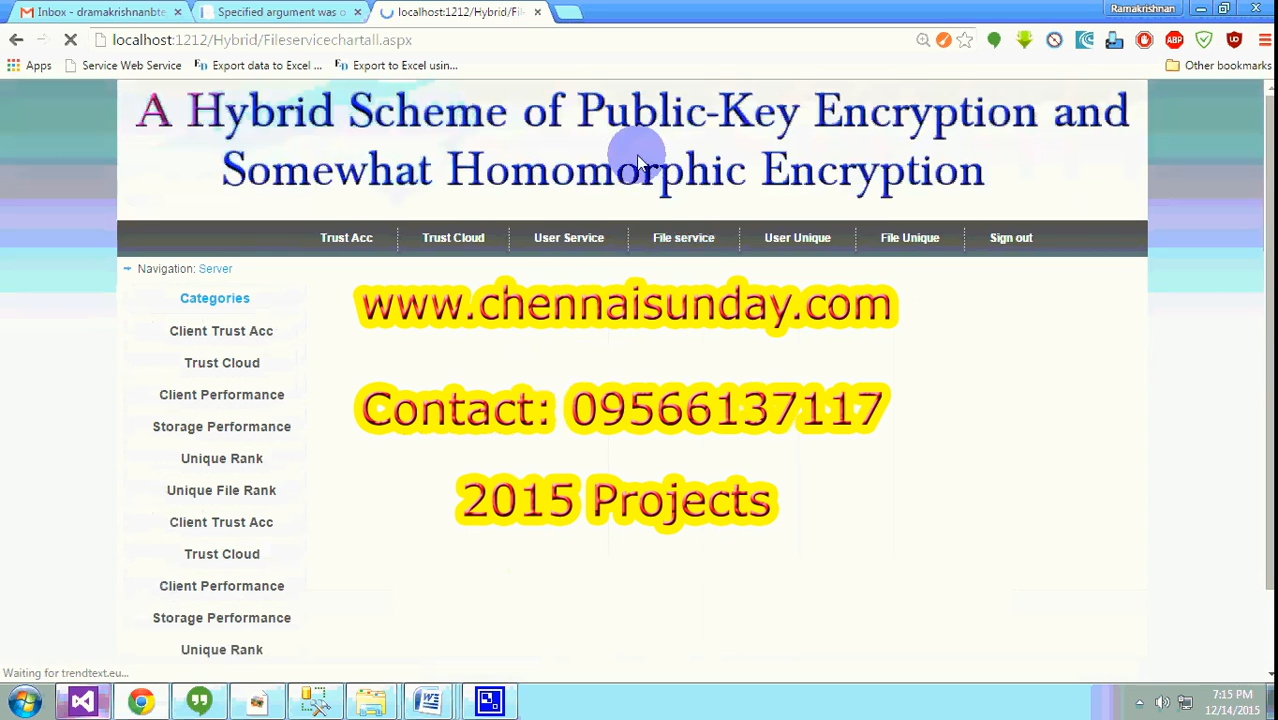 Inbox - dramakrishnanbte
Specified argument was o
localhost:1212/Hybrid/Fil
Ramakrishnan
localhost:1212/Hybrid/Fileservicechartall.aspx
ABP
Apps
Service Web Service
Export data to Excel ...
Export to Excel usin...
Other bookmarks
A Hybrid Scheme of Public-Key Encryption and
Somewhat Homomorphic Encryption
Trust Acc
Trust Cloud
User Service
File service
User Unique
File Unique
Sign out
Navigation: Server
Categories
Client Trust Acc
Trust Cloud
Client Performance
Storage Performance
Unique Rank
Unique File Rank
Client Trust Acc
Trust Cloud
Client Performance
Storage Performance
Unique Rank
www.chennaisunday.com
Contact: 09566137117
2015 Projects
Waiting for trendtext.eu...
7:15 PM
12/14/2015